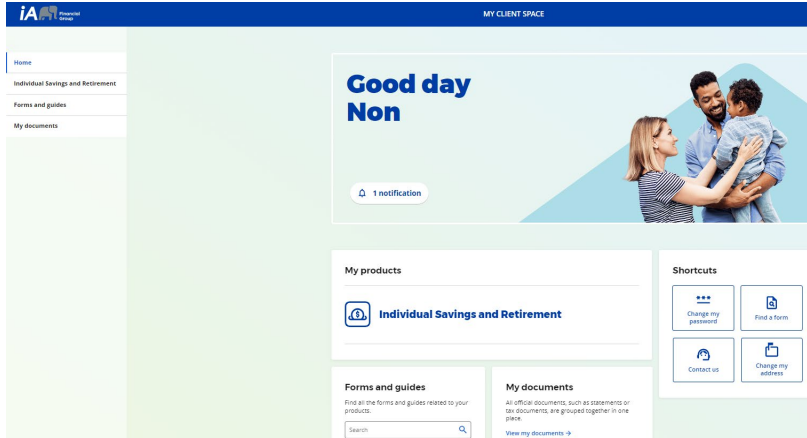 iA Financial Group
MY CLIENT SPACE
Home
Individual Savings and Retirement
Forms and guides
My documents
Good day
Non
1 notification
My products
Individual Savings and Retirement
Shortcuts
Change my
password
Find a form
Contact us
Change my
address
Forms and guides
Find all the forms and guides related to your
products.
Search
My documents
All official documents, such as statements or
tax documents, are grouped together in one
place.
View my documents →